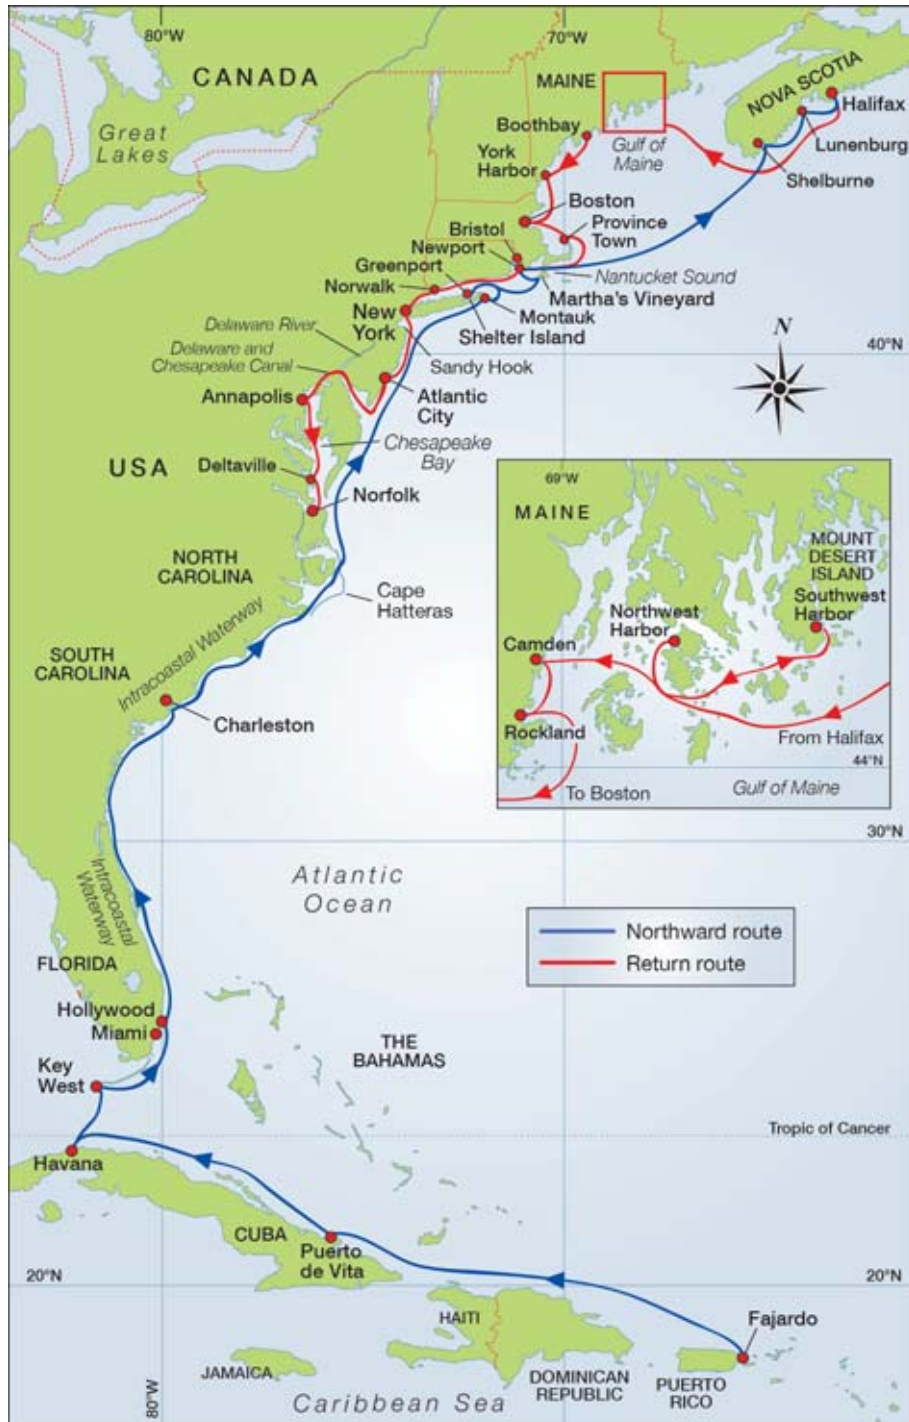 80°W
70°W
CANADA
MAINE
NOVA SCOTIA
Great
Lakes
Halifax
Boothbay
Gulf of
Maine
Lunenburg
York
Harbor
Shelburne
Boston
Bristol
Province
Town
Newport
Greenport
Nantucket Sound
Norwalk
Martha's Vineyard
New
York
Montauk
Shelter Island
Delaware River
N
Delaware and
Chesapeake Canal
Sandy Hook
40°N
Annapolis
Atlantic
City
Chesapeake
Bay
USA
Deltaville
Norfolk
69°W
MAINE
MOUNT
DESERT
ISLAND
Southwest
Harbor
Northwest
Harbor
Camden
Rockland
From Halifax
44°N
To Boston
Gulf of Maine
NORTH
CAROLINA
Cape
Hatteras
Intracoastal Waterway
SOUTH
CAROLINA
Charleston
30°N
Intracoastal
Waterway
Atlantic
Ocean
Northward route
Return route
FLORIDA
Hollywood
Miami
THE
BAHAMAS
Key
West
Tropic of Cancer
Havana
CUBA
Puerto
de Vita
20°N
20°N
HAITI
Fajardo
JAMAICA
DOMINICAN
REPUBLIC
PUERTO
RICO
80°W
Caribbean Sea